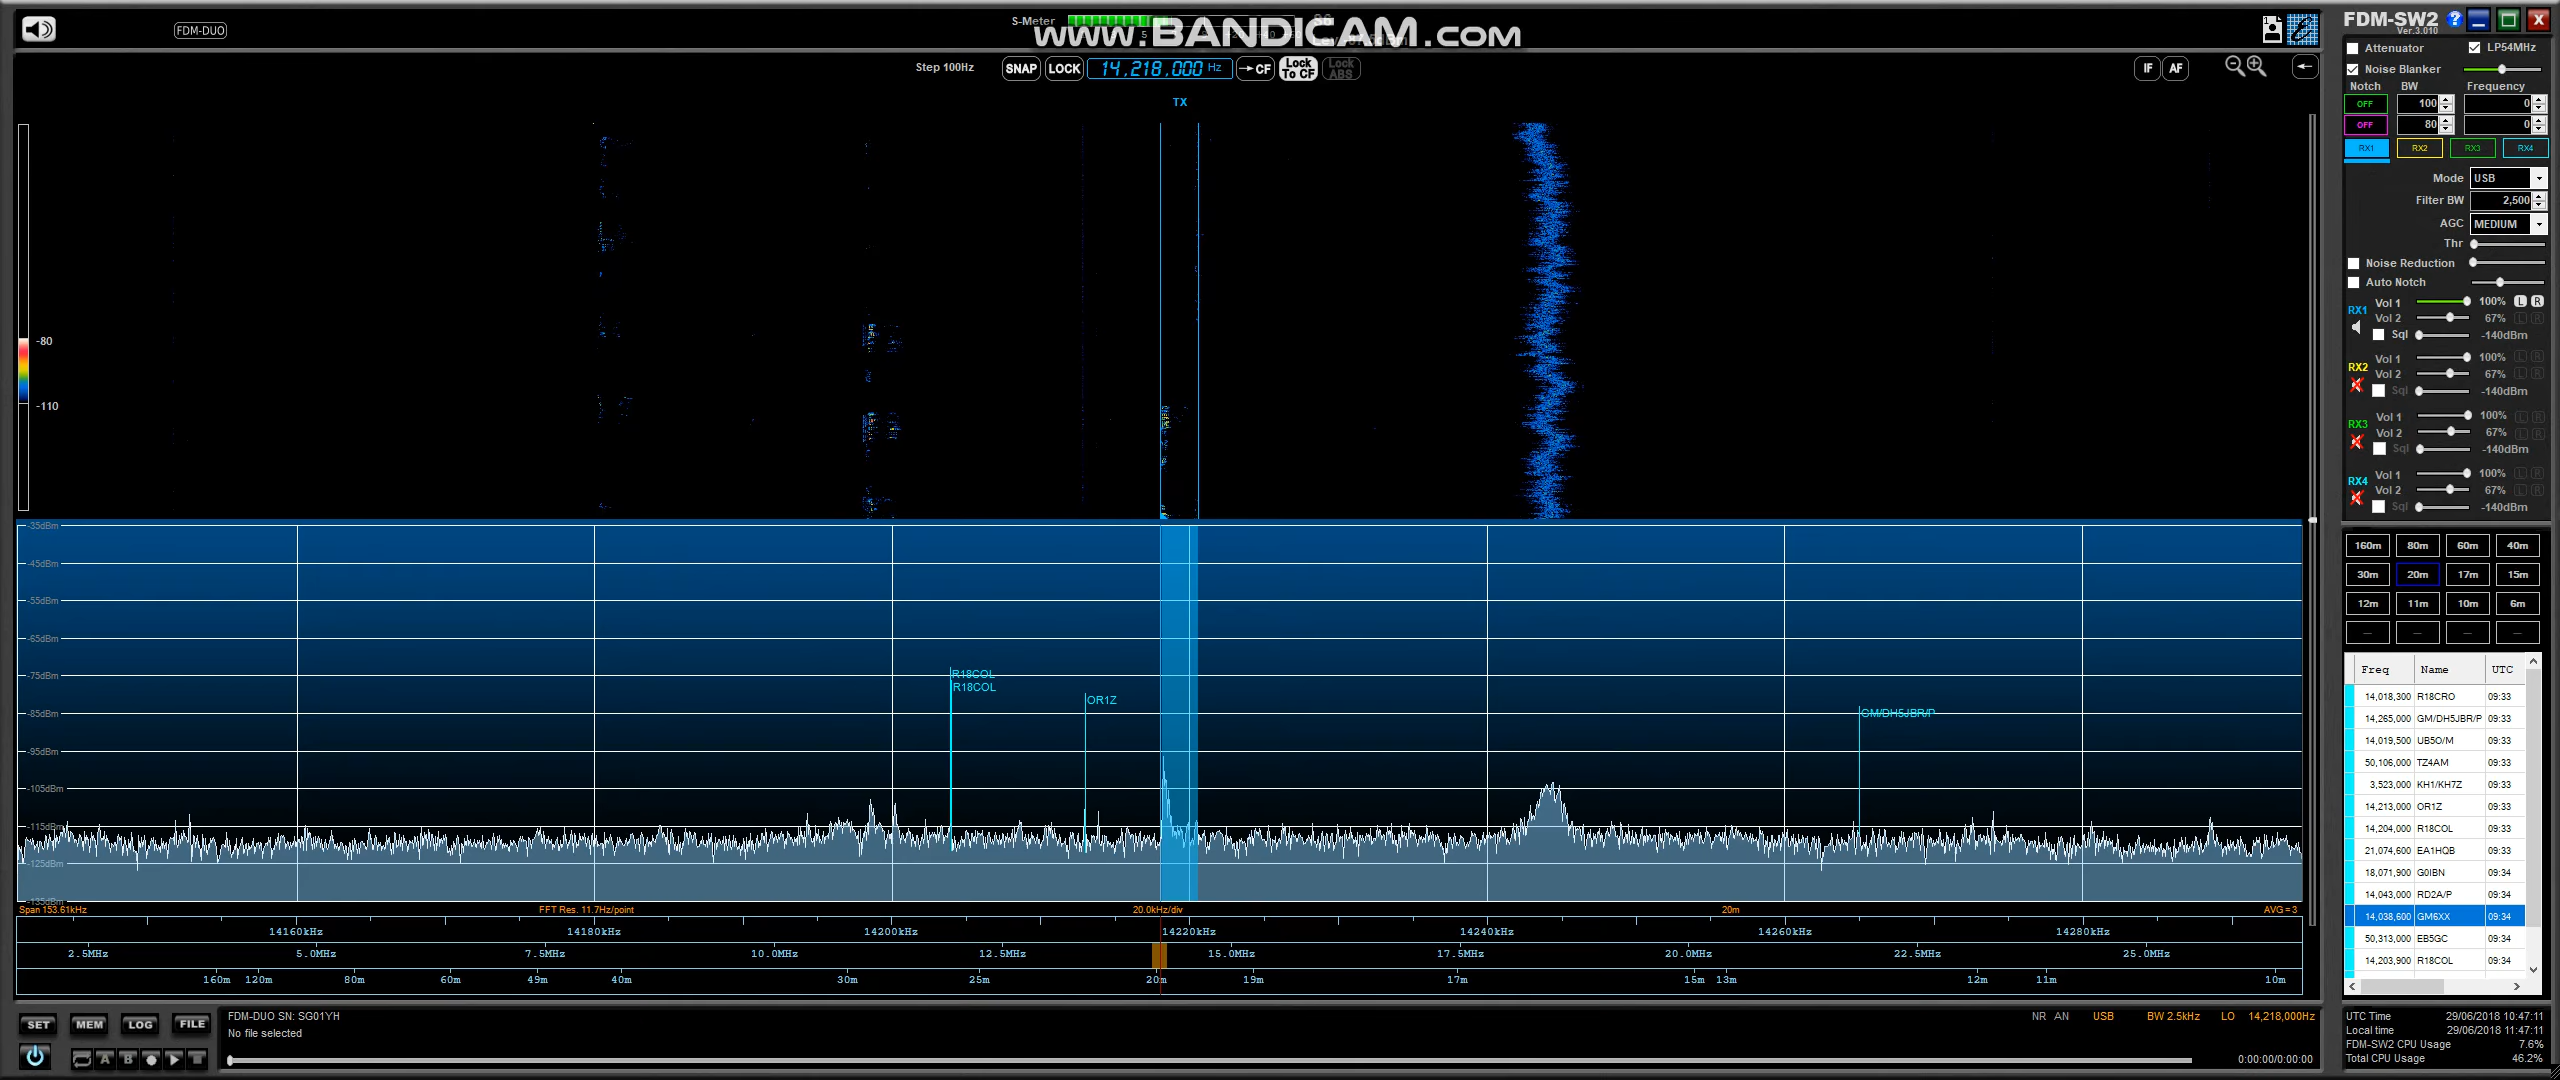 FDM-DUO
S-Meter
www.BANDICAM.com
FDM-SW2
Ver.3.010
Step 100Hz
SNAP LOCK 14,218,000 Hz →CF Lock To CF Lock ABS
IF AF
TX
-80
-110
Attenuator LP54MHz
Noise Blanker
Notch BW Frequency
OFF 100 0
OFF 80 0
RX1 RX2 RX3 RX4
Mode USB
Filter BW 2,500
AGC MEDIUM
Thr
Noise Reduction
Auto Notch
RX1
Vol 1 100% L R
Vol 2 67% L R
Sql -140dBm
RX2
Vol 1 100% L R
Vol 2 67% L R
Sql -140dBm
RX3
Vol 1 100% L R
Vol 2 67% L R
Sql -140dBm
RX4
Vol 1 100% L R
Vol 2 67% L R
Sql -140dBm
-35dBm
-45dBm
-55dBm
-65dBm
-75dBm
-85dBm
-95dBm
-105dBm
-115dBm
-125dBm
-135dBm
R18COL
R18COL
OR1Z
GM/DH5JBR/P
Span 153.61kHz FFT Res. 11.7Hz/point 20.0kHz/div 20m AVG=3
14160kHz 14180kHz 14200kHz 14220kHz 14240kHz 14260kHz 14280kHz
2.5MHz 5.0MHz 7.5MHz 10.0MHz 12.5MHz 15.0MHz 17.5MHz 20.0MHz 22.5MHz 25.0MHz
160m 120m 80m 60m 49m 40m 30m 25m 20m 19m 17m 15m 13m 12m 11m 10m
160m 80m 60m 40m
30m 20m 17m 15m
12m 11m 10m 6m
Freq Name UTC
14,018,300 R18CRO 09:33
14,265,000 GM/DH5JBR/P 09:33
14,019,500 UB5O/M 09:33
50,106,000 TZ4AM 09:33
3,523,000 KH1/KH7Z 09:33
14,213,000 OR1Z 09:33
14,204,000 R18COL 09:33
21,074,600 EA1HQB 09:33
18,071,900 G0IBN 09:34
14,043,000 RD2A/P 09:34
14,038,600 GM6XX 09:34
50,313,000 EB5GC 09:34
14,203,900 R18COL 09:34
SET MEM LOG FILE
A B
FDM-DUO SN: SG01YH
No file selected
NR AN USB BW 2.5kHz LO 14,218,000Hz
0:00:00/0:00:00
UTC Time 29/06/2018 10:47:11
Local time 29/06/2018 11:47:11
FDM-SW2 CPU Usage 7.6%
Total CPU Usage 46.2%